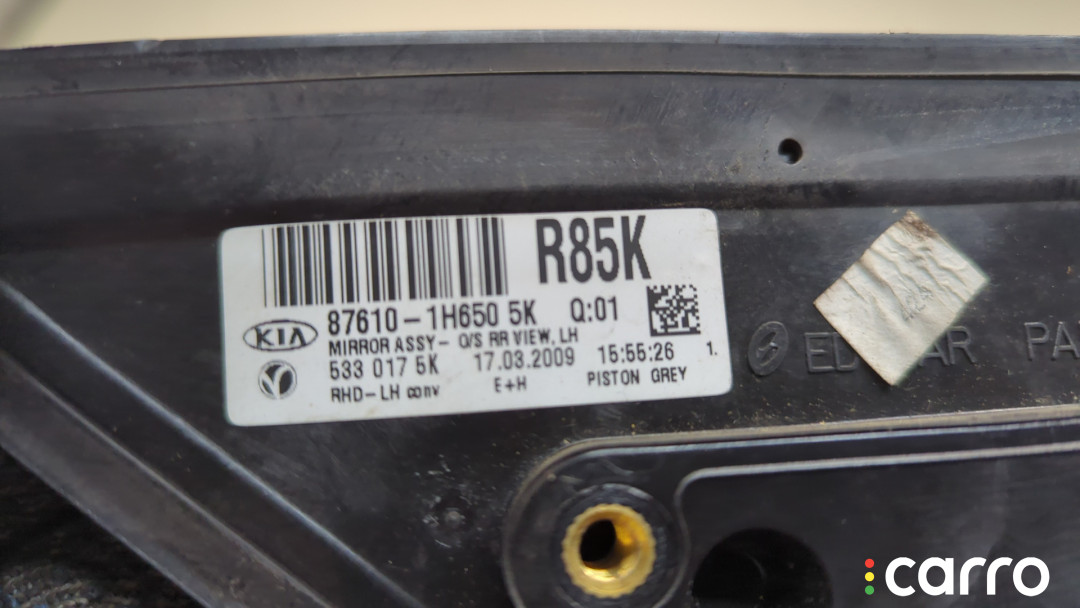 R85K
87610-1H650 5K Q:01
KIA
MIRROR ASSY- O/S RR VIEW, LH
533 017 5K 17.03.2009 15:55:26 1.
RHD-LH conv E+H PISTON GREY
carro